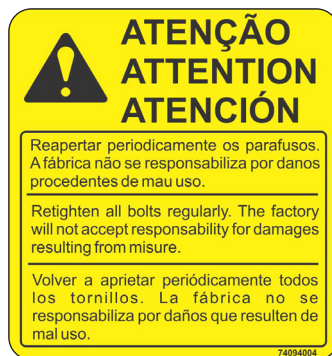 ATENÇÃO
ATTENTION
ATENCIÓN
Reapertar periodicamente os parafusos.
A fábrica não se responsabiliza por danos
procedentes de mau uso.
Retighten all bolts regularly. The factory
will not accept responsability for damages
resulting from misure.
Volver a aprietar periódicamente todos
los tornillos. La fábrica no se
responsabiliza por daños que resulten de
mal uso.
74094004